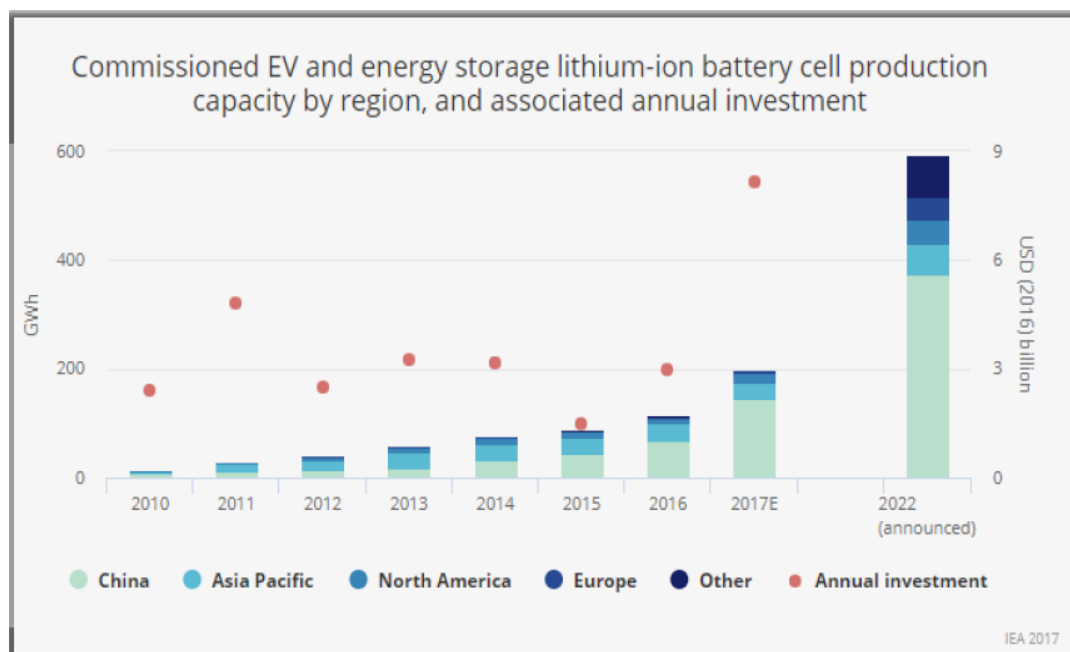 Commissioned EV and energy storage lithium-ion battery cell production
capacity by region, and associated annual investment
600
400
200
0
GWh
9
6
3
0
USD (2016) billion
2010
2011
2012
2013
2014
2015
2016
2017E
2022
(announced)
China
Asia Pacific
North America
Europe
Other
Annual investment
IEA 2017